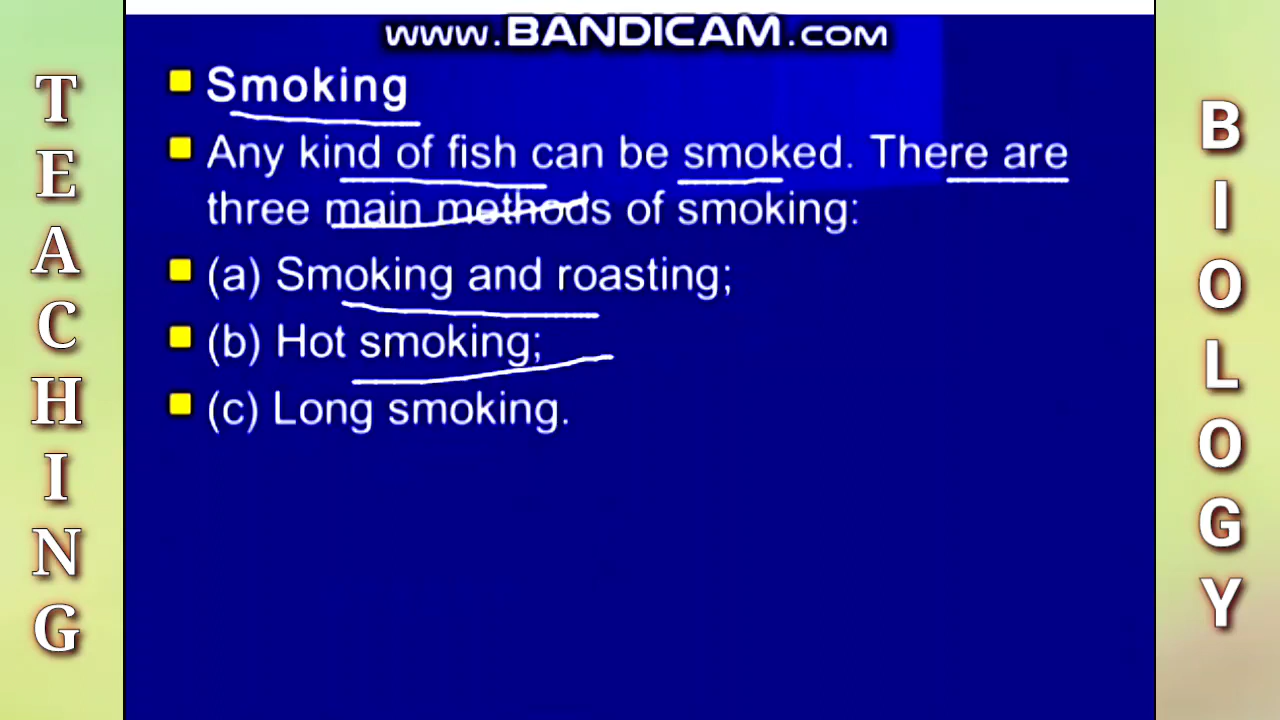 www.BANDICAM.com
Smoking
Any kind of fish can be smoked. There are
three main methods of smoking:
(a) Smoking and roasting;
(b) Hot smoking;
(c) Long smoking.
TEACHING
BIOLOGY